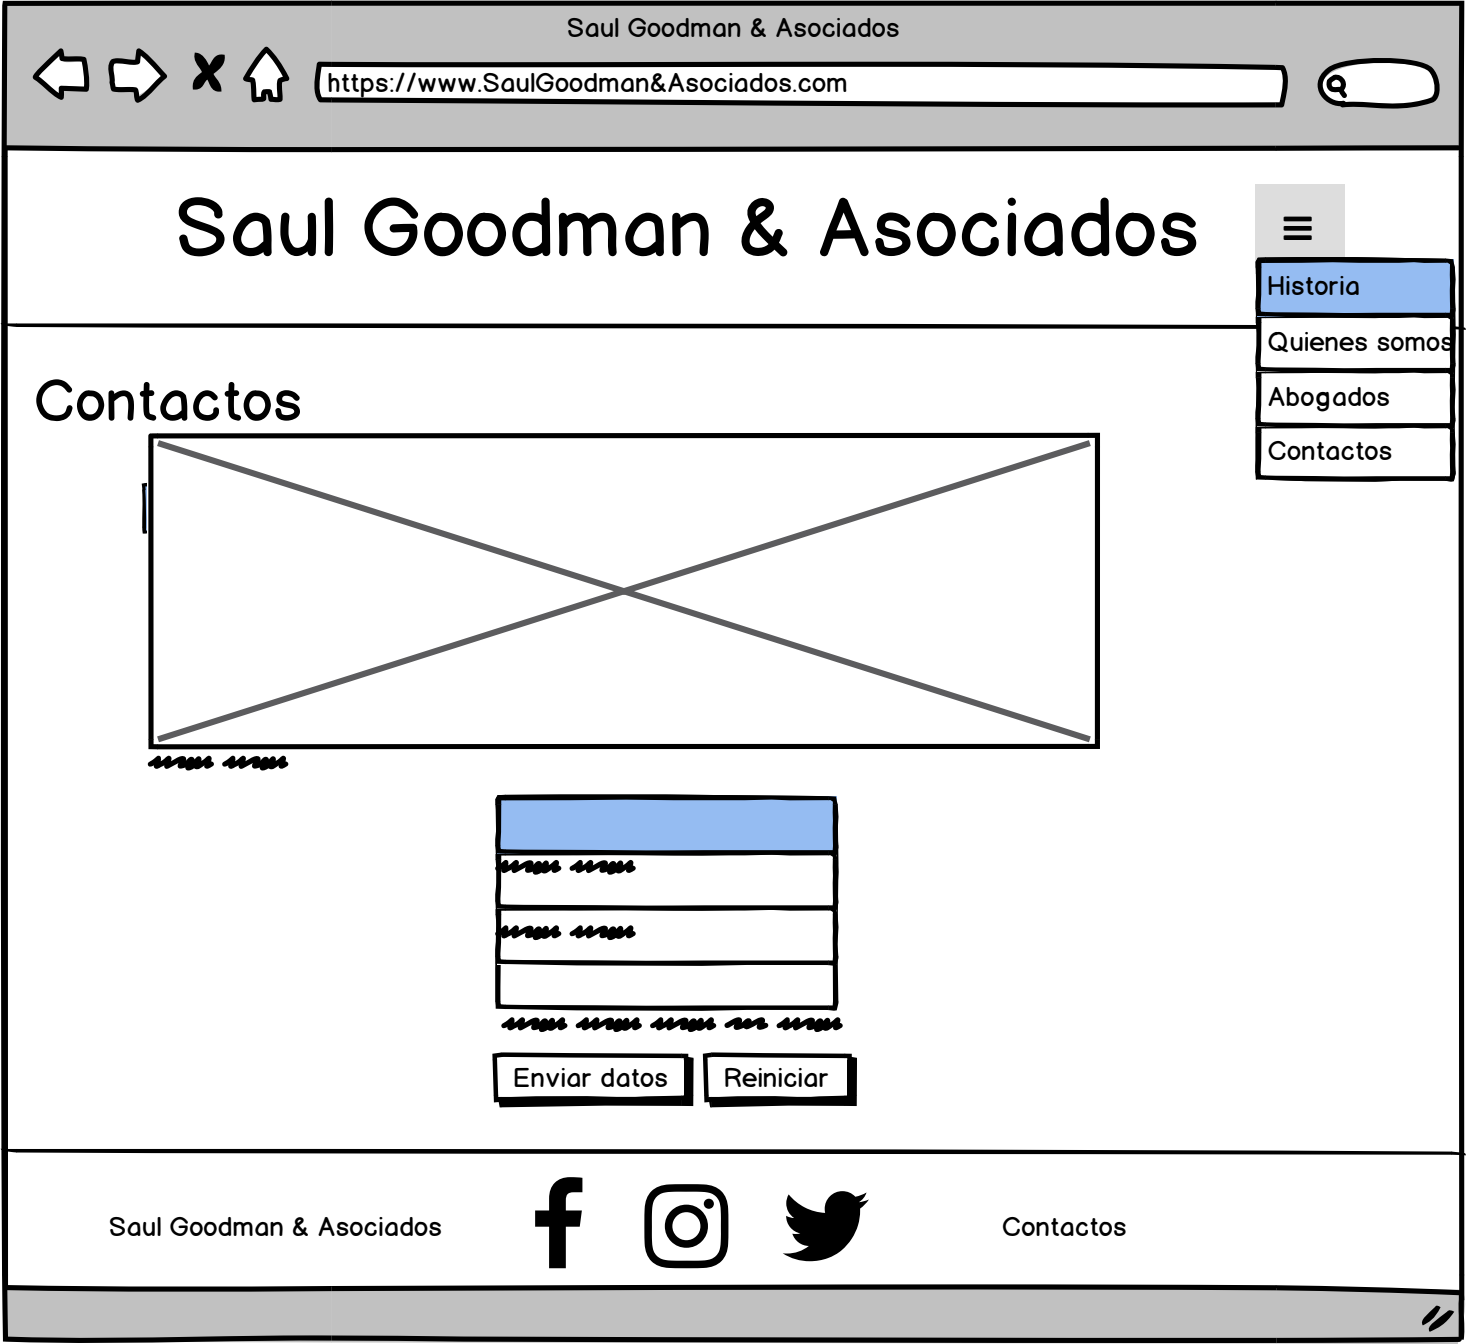 Saul Goodman & Asociados
https://www.SaulGoodman&Asociados.com
Saul Goodman & Asociados
Historia
Quienes somos
Abogados
Contactos
Contactos
Enviar datos
Reiniciar
Saul Goodman & Asociados
Contactos